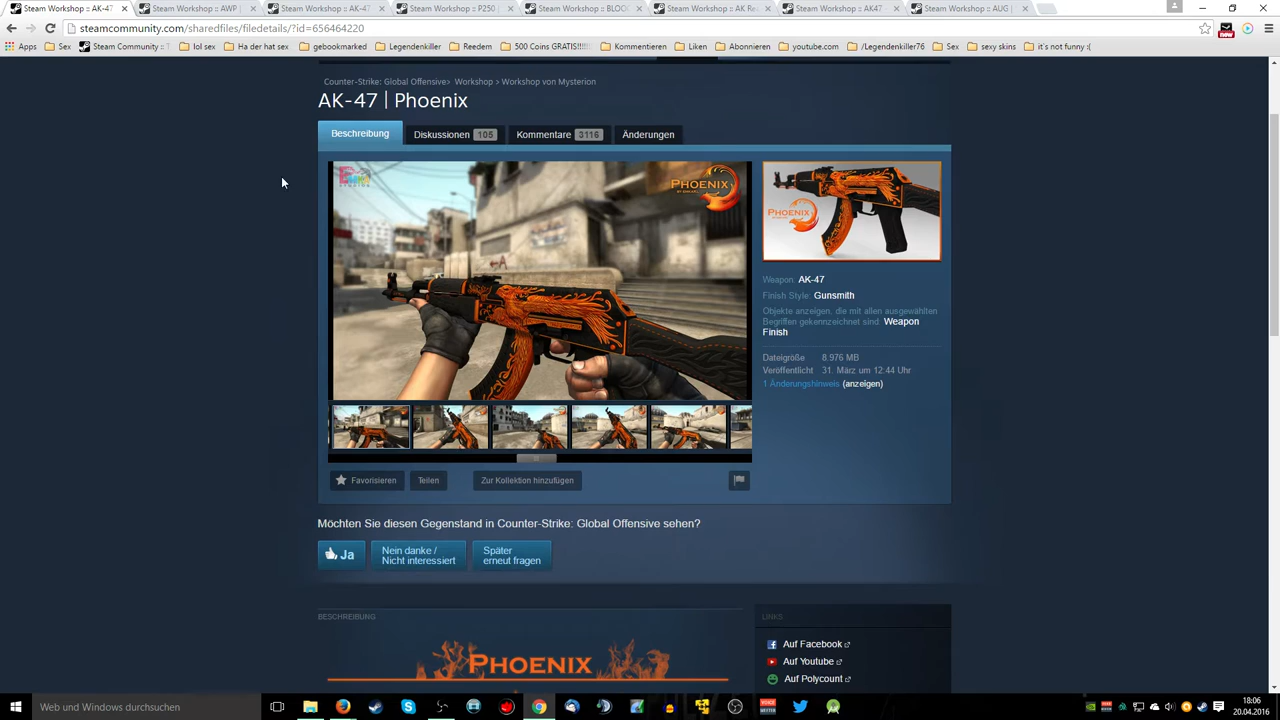 Steam Workshop :: AK-47
Steam Workshop :: AWP |
Steam Workshop :: AK-47
Steam Workshop :: P250
Steam Workshop :: BLOO
Steam Workshop :: AK Re
Steam Workshop :: AK47
Steam Workshop :: AUG |
steamcommunity.com/sharedfiles/filedetails/?id=656464220
new
Apps
Sex
Steam Community :: T
lol sex
Ha der hat sex
gebookmarked
Legendenkiller
Reedem
500 Coins GRATIS!!!!
Kommentieren
Liken
Abonnieren
youtube.com
/Legendenkiller76
Sex
sexy skins
it´s not funny :(
Counter-Strike: Global Offensive> Workshop > Workshop von Mysterion
AK-47 | Phoenix
Beschreibung
Diskussionen 105
Kommentare 3116
Änderungen
PHOENIX
PHOENIX
Weapon: AK-47
Finish Style: Gunsmith
Objekte anzeigen, die mit allen ausgewählten
Begriffen gekennzeichnet sind: Weapon
Finish
Dateigröße 8.976 MB
Veröffentlicht 31. März um 12:44 Uhr
1 Änderungshinweis (anzeigen)
Favorisieren
Teilen
Zur Kollektion hinzufügen
Möchten Sie diesen Gegenstand in Counter-Strike: Global Offensive sehen?
Ja
Nein danke /
Nicht interessiert
Später
erneut fragen
BESCHREIBUNG
PHOENIX
LINKS
Auf Facebook
Auf Youtube
Auf Polycount
Web und Windows durchsuchen
18:06
20.04.2016